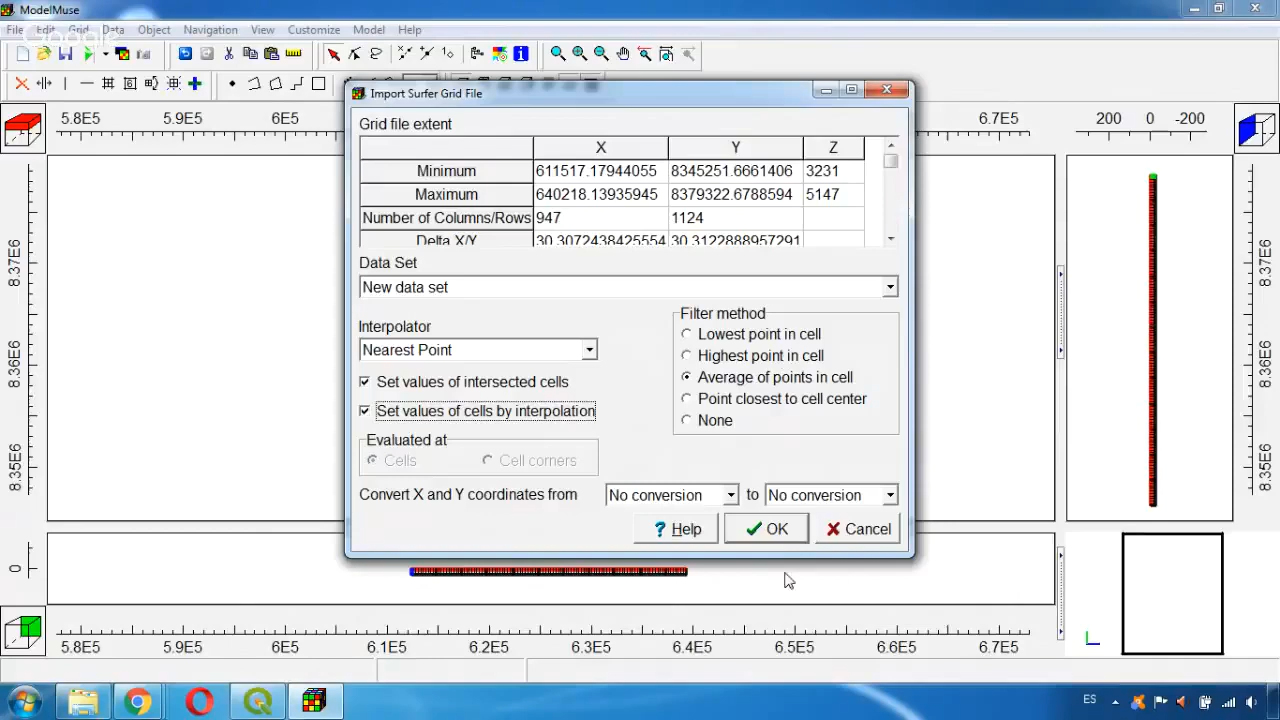 ModelMuse
File Edit Grid Data Object View Customize Model Help
Google
5.8E5 5.9E5 6E5 6.7E5 200 0 -200
Import Surfer Grid File
Grid file extent
X Y Z
Minimum 611517.17944055 8345251.6661406 3231
Maximum 640218.13935945 8379322.6788594 5147
Number of Columns/Rows 947 1124
Delta X/Y 30.3072438425554 30.3122888957291
Data Set
New data set
Interpolator
Nearest Point
Set values of intersected cells
Set values of cells by interpolation
Evaluated at
Cells Cell corners
Filter method
Lowest point in cell
Highest point in cell
Average of points in cell
Point closest to cell center
None
Convert X and Y coordinates from No conversion to No conversion
Help OK Cancel
8.37E6
8.36E6
8.35E6
8.37E6
8.36E6
8.35E6
0
5.8E5 5.9E5 6E5 6.1E5 6.2E5 6.3E5 6.4E5 6.5E5 6.6E5 6.7E5
ES